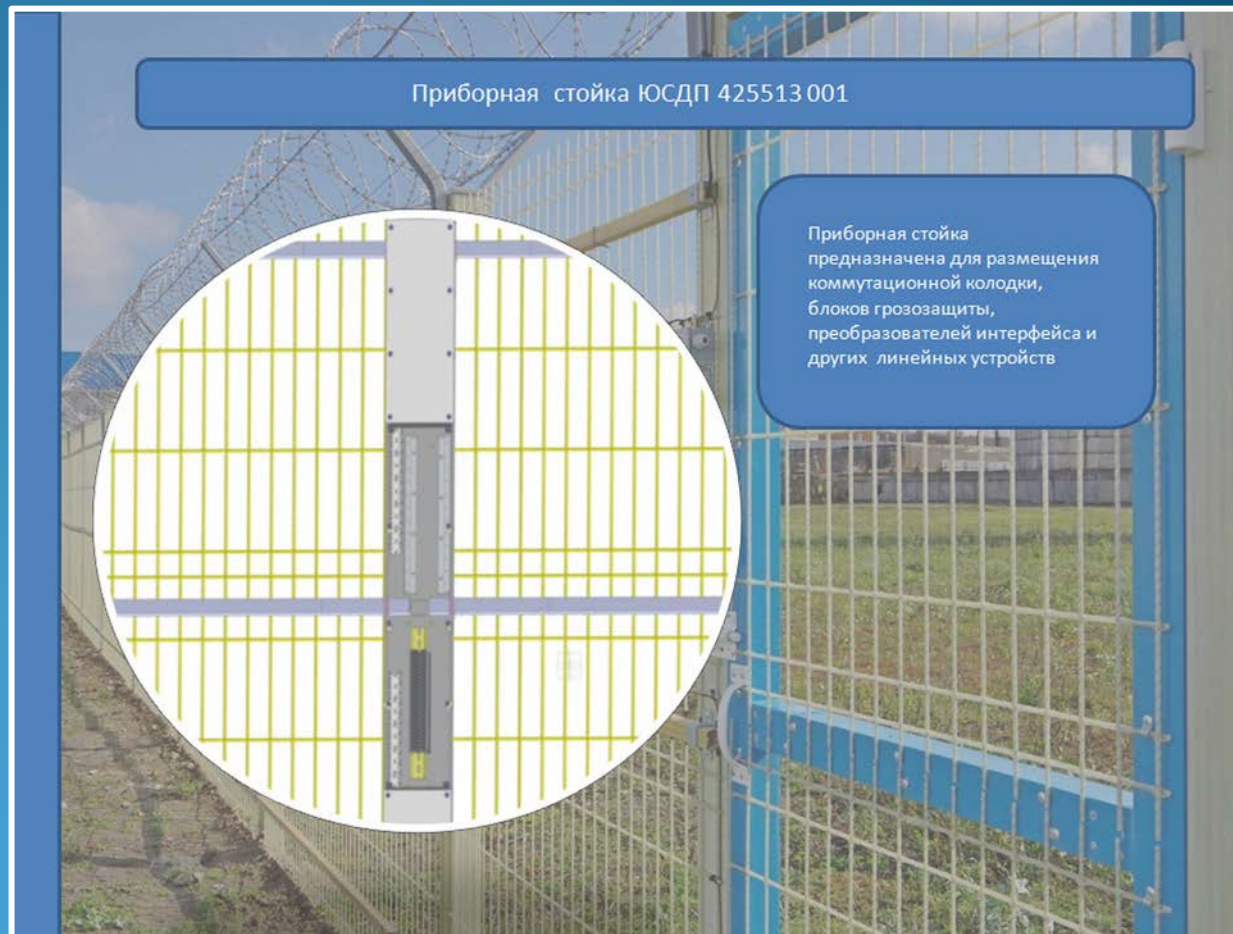 Приборная стойка ЮСДП 425513 001
Приборная стойка
предназначена для размещения
коммутационной колодки,
блоков грозозащиты,
преобразователей интерфейса и
других линейных устройств